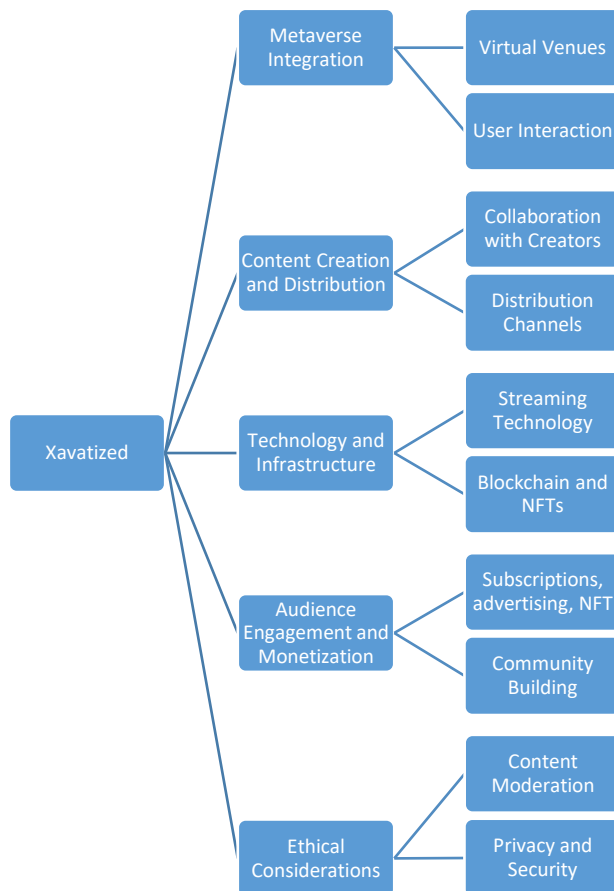 Metaverse
Integration
Virtual Venues
User Interaction
Content Creation
and Distribution
Collaboration
with Creators
Distribution
Channels
Xavatized
Technology and
Infrastructure
Streaming
Technology
Blockchain and
NFTs
Audience
Engagement and
Monetization
Subscriptions,
advertising, NFT
Community
Building
Ethical
Considerations
Content
Moderation
Privacy and
Security